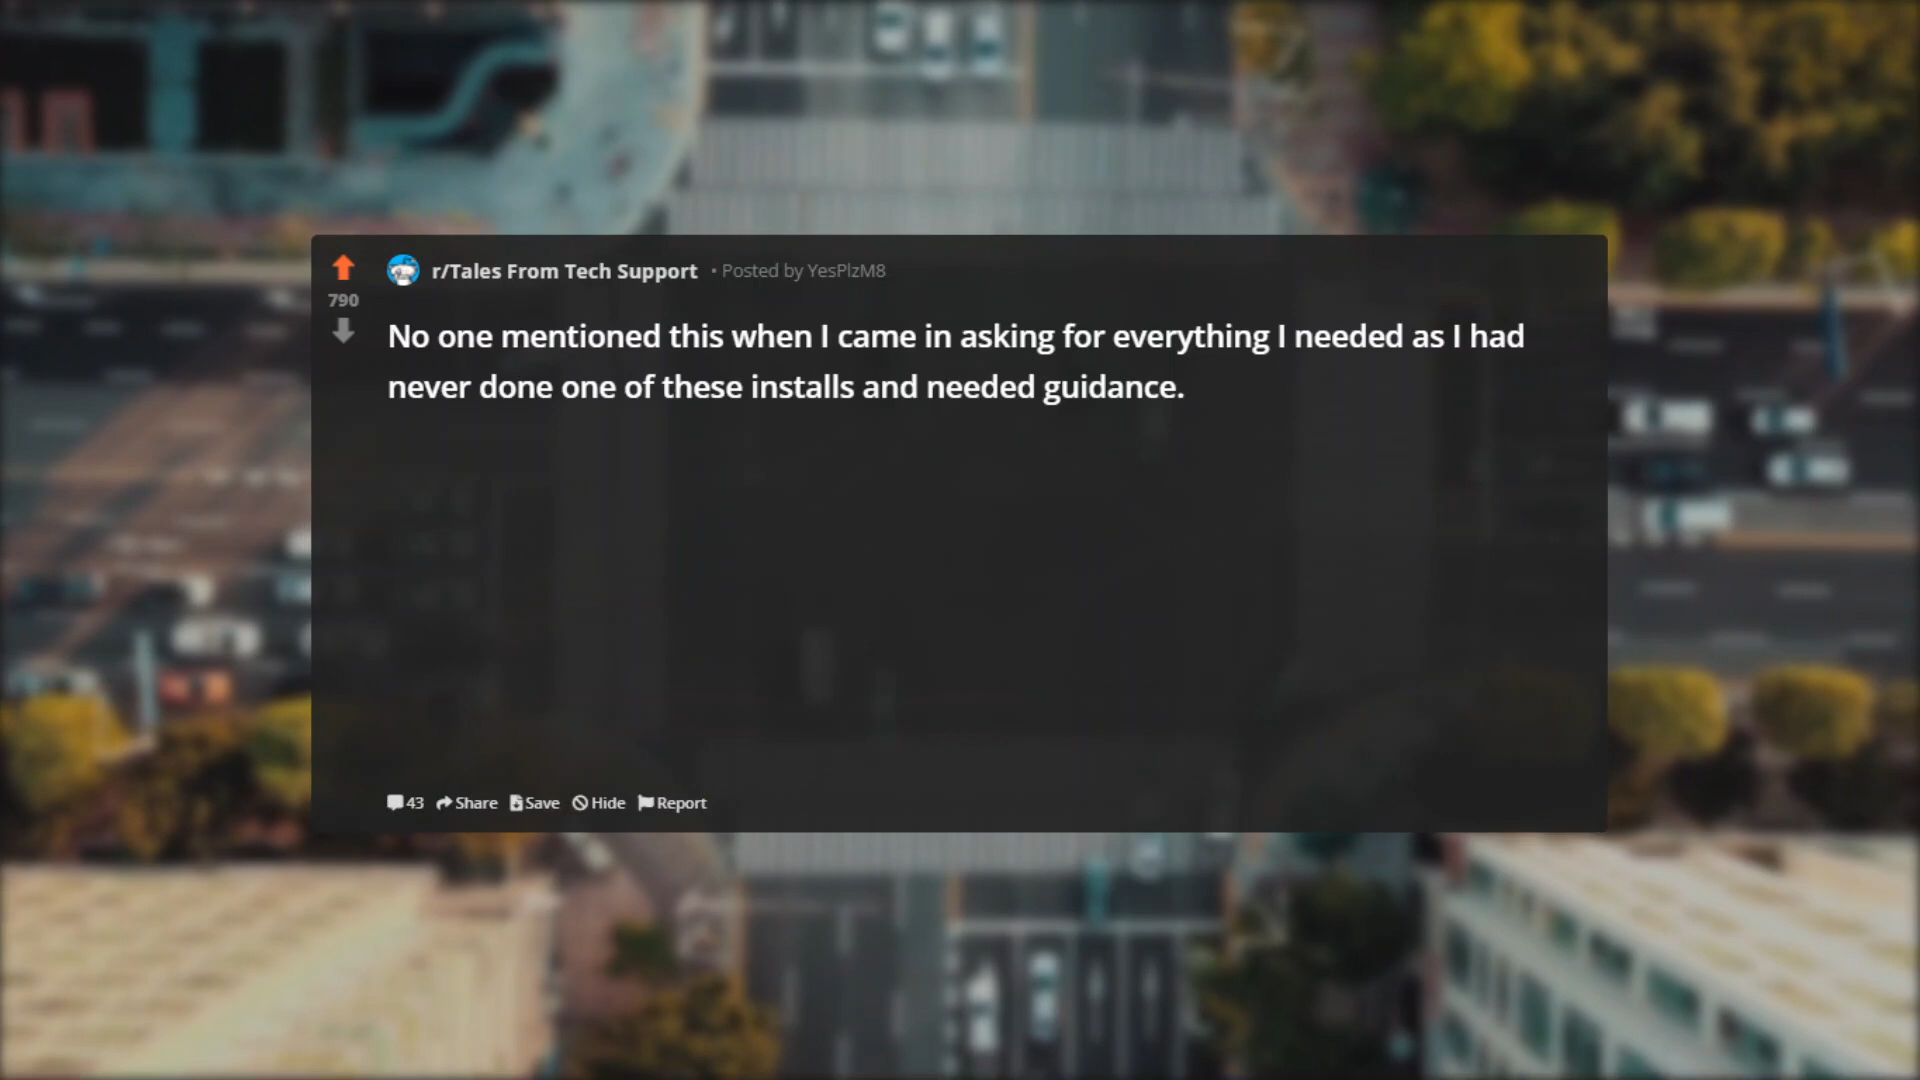 r/Tales From Tech Support • Posted by YesPlzM8
790
No one mentioned this when I came in asking for everything I needed as I had
never done one of these installs and needed guidance.
43 Share Save Hide Report